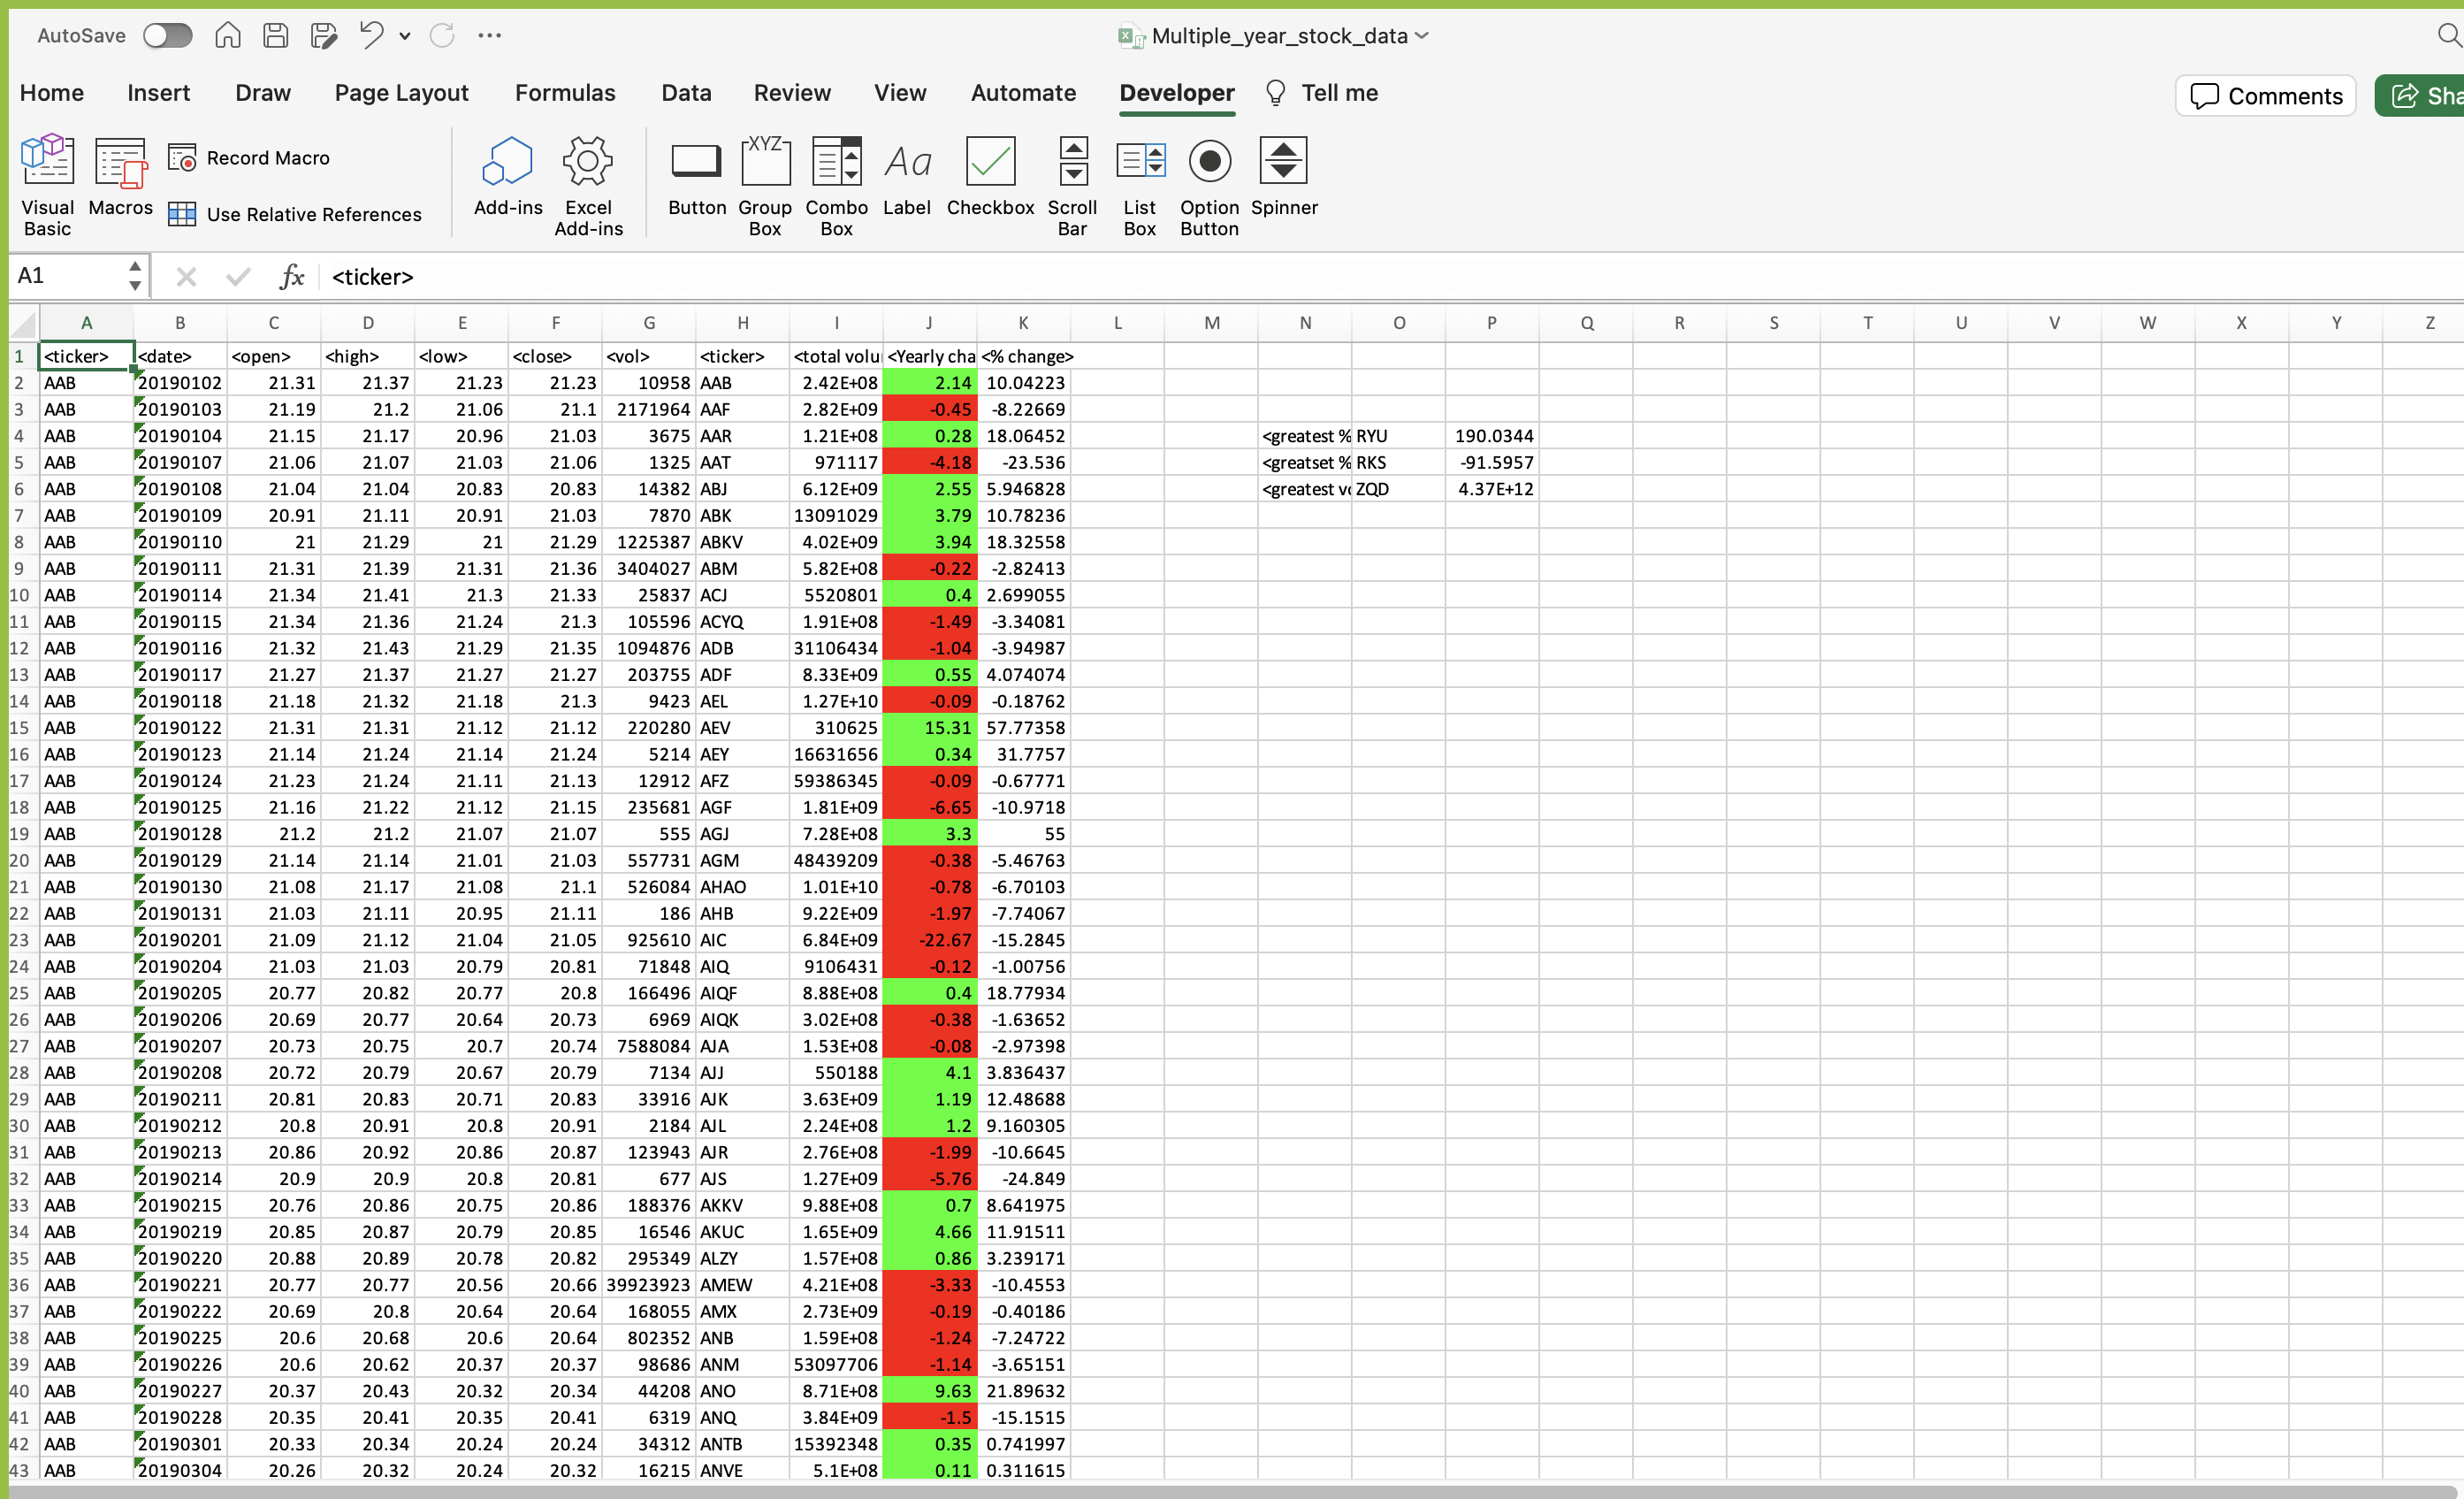 AutoSave Multiple_year_stock_data
Home Insert Draw Page Layout Formulas Data Review View Automate Developer Tell me Comments Sha
Visual Basic Macros Record Macro Use Relative References Add-ins Excel Add-ins Button Group Box XYZ Combo Box Aa Label Checkbox Scroll Bar List Box Option Button Spinner
A1 fx <ticker>
A B C D E F G H I J K L M N O P Q R S T U V W X Y Z
1 <ticker> <date> <open> <high> <low> <close> <vol> <ticker> <total volu <Yearly cha <% change>
2 AAB 20190102 21.31 21.37 21.23 21.23 10958 AAB 2.42E+08 2.14 10.04223
3 AAB 20190103 21.19 21.2 21.06 21.1 2171964 AAF 2.82E+09 -0.45 -8.22669
4 AAB 20190104 21.15 21.17 20.96 21.03 3675 AAR 1.21E+08 0.28 18.06452 <greatest % RYU 190.0344
5 AAB 20190107 21.06 21.07 21.03 21.06 1325 AAT 971117 -4.18 -23.536 <greatset % RKS -91.5957
6 AAB 20190108 21.04 21.04 20.83 20.83 14382 ABJ 6.12E+09 2.55 5.946828 <greatest vo ZQD 4.37E+12
7 AAB 20190109 20.91 21.11 20.91 21.03 7870 ABK 13091029 3.79 10.78236
8 AAB 20190110 21 21.29 21 21.29 1225387 ABKV 4.02E+09 3.94 18.32558
9 AAB 20190111 21.31 21.39 21.31 21.36 3404027 ABM 5.82E+08 -0.22 -2.82413
10 AAB 20190114 21.34 21.41 21.3 21.33 25837 ACJ 5520801 0.4 2.699055
11 AAB 20190115 21.34 21.36 21.24 21.3 105596 ACYQ 1.91E+08 -1.49 -3.34081
12 AAB 20190116 21.32 21.43 21.29 21.35 1094876 ADB 31106434 -1.04 -3.94987
13 AAB 20190117 21.27 21.37 21.27 21.27 203755 ADF 8.33E+09 0.55 4.074074
14 AAB 20190118 21.18 21.32 21.18 21.3 9423 AEL 1.27E+10 -0.09 -0.18762
15 AAB 20190122 21.31 21.31 21.12 21.12 220280 AEV 310625 15.31 57.77358
16 AAB 20190123 21.14 21.24 21.14 21.24 5214 AEY 16631656 0.34 31.7757
17 AAB 20190124 21.23 21.24 21.11 21.13 12912 AFZ 59386345 -0.09 -0.67771
18 AAB 20190125 21.16 21.22 21.12 21.15 235681 AGF 1.81E+09 -6.65 -10.9718
19 AAB 20190128 21.2 21.2 21.07 21.07 555 AGJ 7.28E+08 3.3 55
20 AAB 20190129 21.14 21.14 21.01 21.03 557731 AGM 48439209 -0.38 -5.46763
21 AAB 20190130 21.08 21.17 21.08 21.1 526084 AHAO 1.01E+10 -0.78 -6.70103
22 AAB 20190131 21.03 21.11 20.95 21.11 186 AHB 9.22E+09 -1.97 -7.74067
23 AAB 20190201 21.09 21.12 21.04 21.05 925610 AIC 6.84E+09 -22.67 -15.2845
24 AAB 20190204 21.03 21.03 20.79 20.81 71848 AIQ 9106431 -0.12 -1.00756
25 AAB 20190205 20.77 20.82 20.77 20.8 166496 AIQF 8.88E+08 0.4 18.77934
26 AAB 20190206 20.69 20.77 20.64 20.73 6969 AIQK 3.02E+08 -0.38 -1.63652
27 AAB 20190207 20.73 20.75 20.7 20.74 7588084 AJA 1.53E+08 -0.08 -2.97398
28 AAB 20190208 20.72 20.79 20.67 20.79 7134 AJJ 550188 4.1 3.836437
29 AAB 20190211 20.81 20.83 20.71 20.83 33916 AJK 3.63E+09 1.19 12.48688
30 AAB 20190212 20.8 20.91 20.8 20.91 2184 AJL 2.24E+08 1.2 9.160305
31 AAB 20190213 20.86 20.92 20.86 20.87 123943 AJR 2.76E+08 -1.99 -10.6645
32 AAB 20190214 20.9 20.9 20.8 20.81 677 AJS 1.27E+09 -5.76 -24.849
33 AAB 20190215 20.76 20.86 20.75 20.86 188376 AKKV 9.88E+08 0.7 8.641975
34 AAB 20190219 20.85 20.87 20.79 20.85 16546 AKUC 1.65E+09 4.66 11.91511
35 AAB 20190220 20.88 20.89 20.78 20.82 295349 ALZY 1.57E+08 0.86 3.239171
36 AAB 20190221 20.77 20.77 20.56 20.66 39923923 AMEW 4.21E+08 -3.33 -10.4553
37 AAB 20190222 20.69 20.8 20.64 20.64 168055 AMX 2.73E+09 -0.19 -0.40186
38 AAB 20190225 20.6 20.68 20.6 20.64 802352 ANB 1.59E+08 -1.24 -7.24722
39 AAB 20190226 20.6 20.62 20.37 20.37 98686 ANM 53097706 -1.14 -3.65151
40 AAB 20190227 20.37 20.43 20.32 20.34 44208 ANO 8.71E+08 9.63 21.89632
41 AAB 20190228 20.35 20.41 20.35 20.41 6319 ANQ 3.84E+09 -1.5 -15.1515
42 AAB 20190301 20.33 20.34 20.24 20.24 34312 ANTB 15392348 0.35 0.741997
43 AAB 20190304 20.26 20.32 20.24 20.32 16215 ANVE 5.1E+08 0.11 0.311615